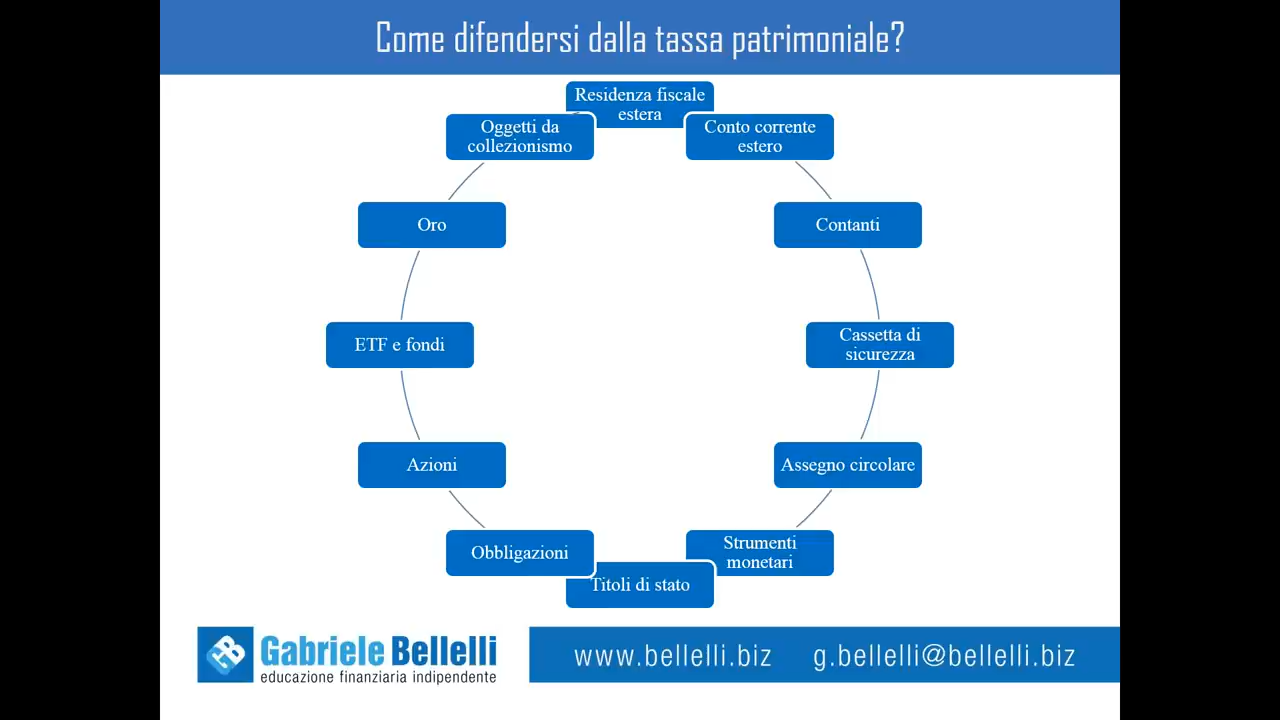 Come difendersi dalla tassa patrimoniale?
Residenza fiscale
estera
Conto corrente
estero
Contanti
Cassetta di
sicurezza
Assegno circolare
Strumenti
monetari
Titoli di stato
Obbligazioni
Azioni
ETF e fondi
Oro
Oggetti da
collezionismo
Gabriele Bellelli
educazione finanziaria indipendente
www.bellelli.biz g.bellelli@bellelli.biz